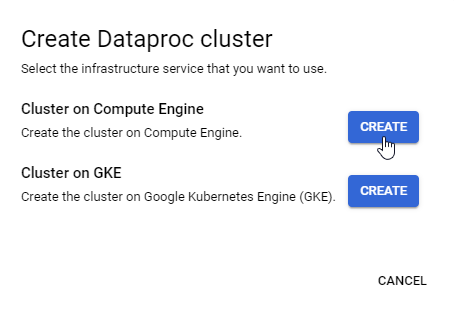 Create Dataproc cluster
Select the infrastructure service that you want to use.
Cluster on Compute Engine
Create the cluster on Compute Engine.
CREATE
Cluster on GKE
Create the cluster on Google Kubernetes Engine (GKE).
CREATE
CANCEL